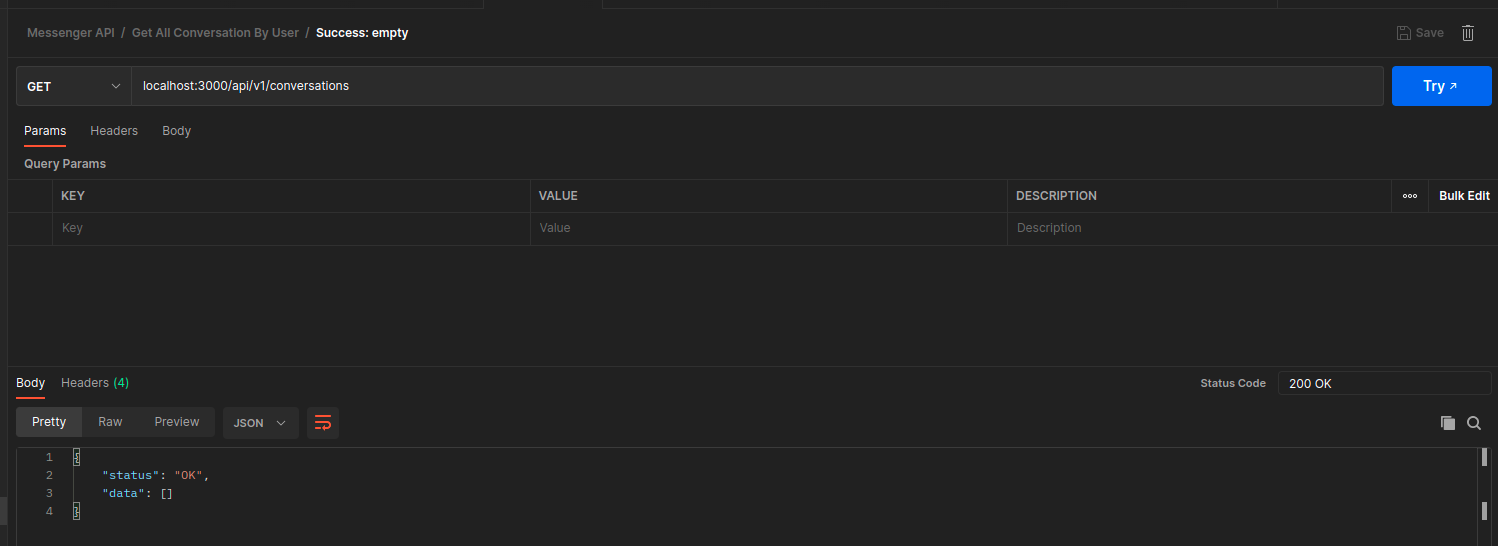 Messenger API / Get All Conversation By User / Success: empty
Save
GET
localhost:3000/api/v1/conversations
Try ↗
Params Headers Body
Query Params
KEY VALUE DESCRIPTION ooo Bulk Edit
Key Value Description
Body Headers (4)
Status Code 200 OK
Pretty Raw Preview JSON
1 {
2 "status": "OK",
3 "data": []
4 }